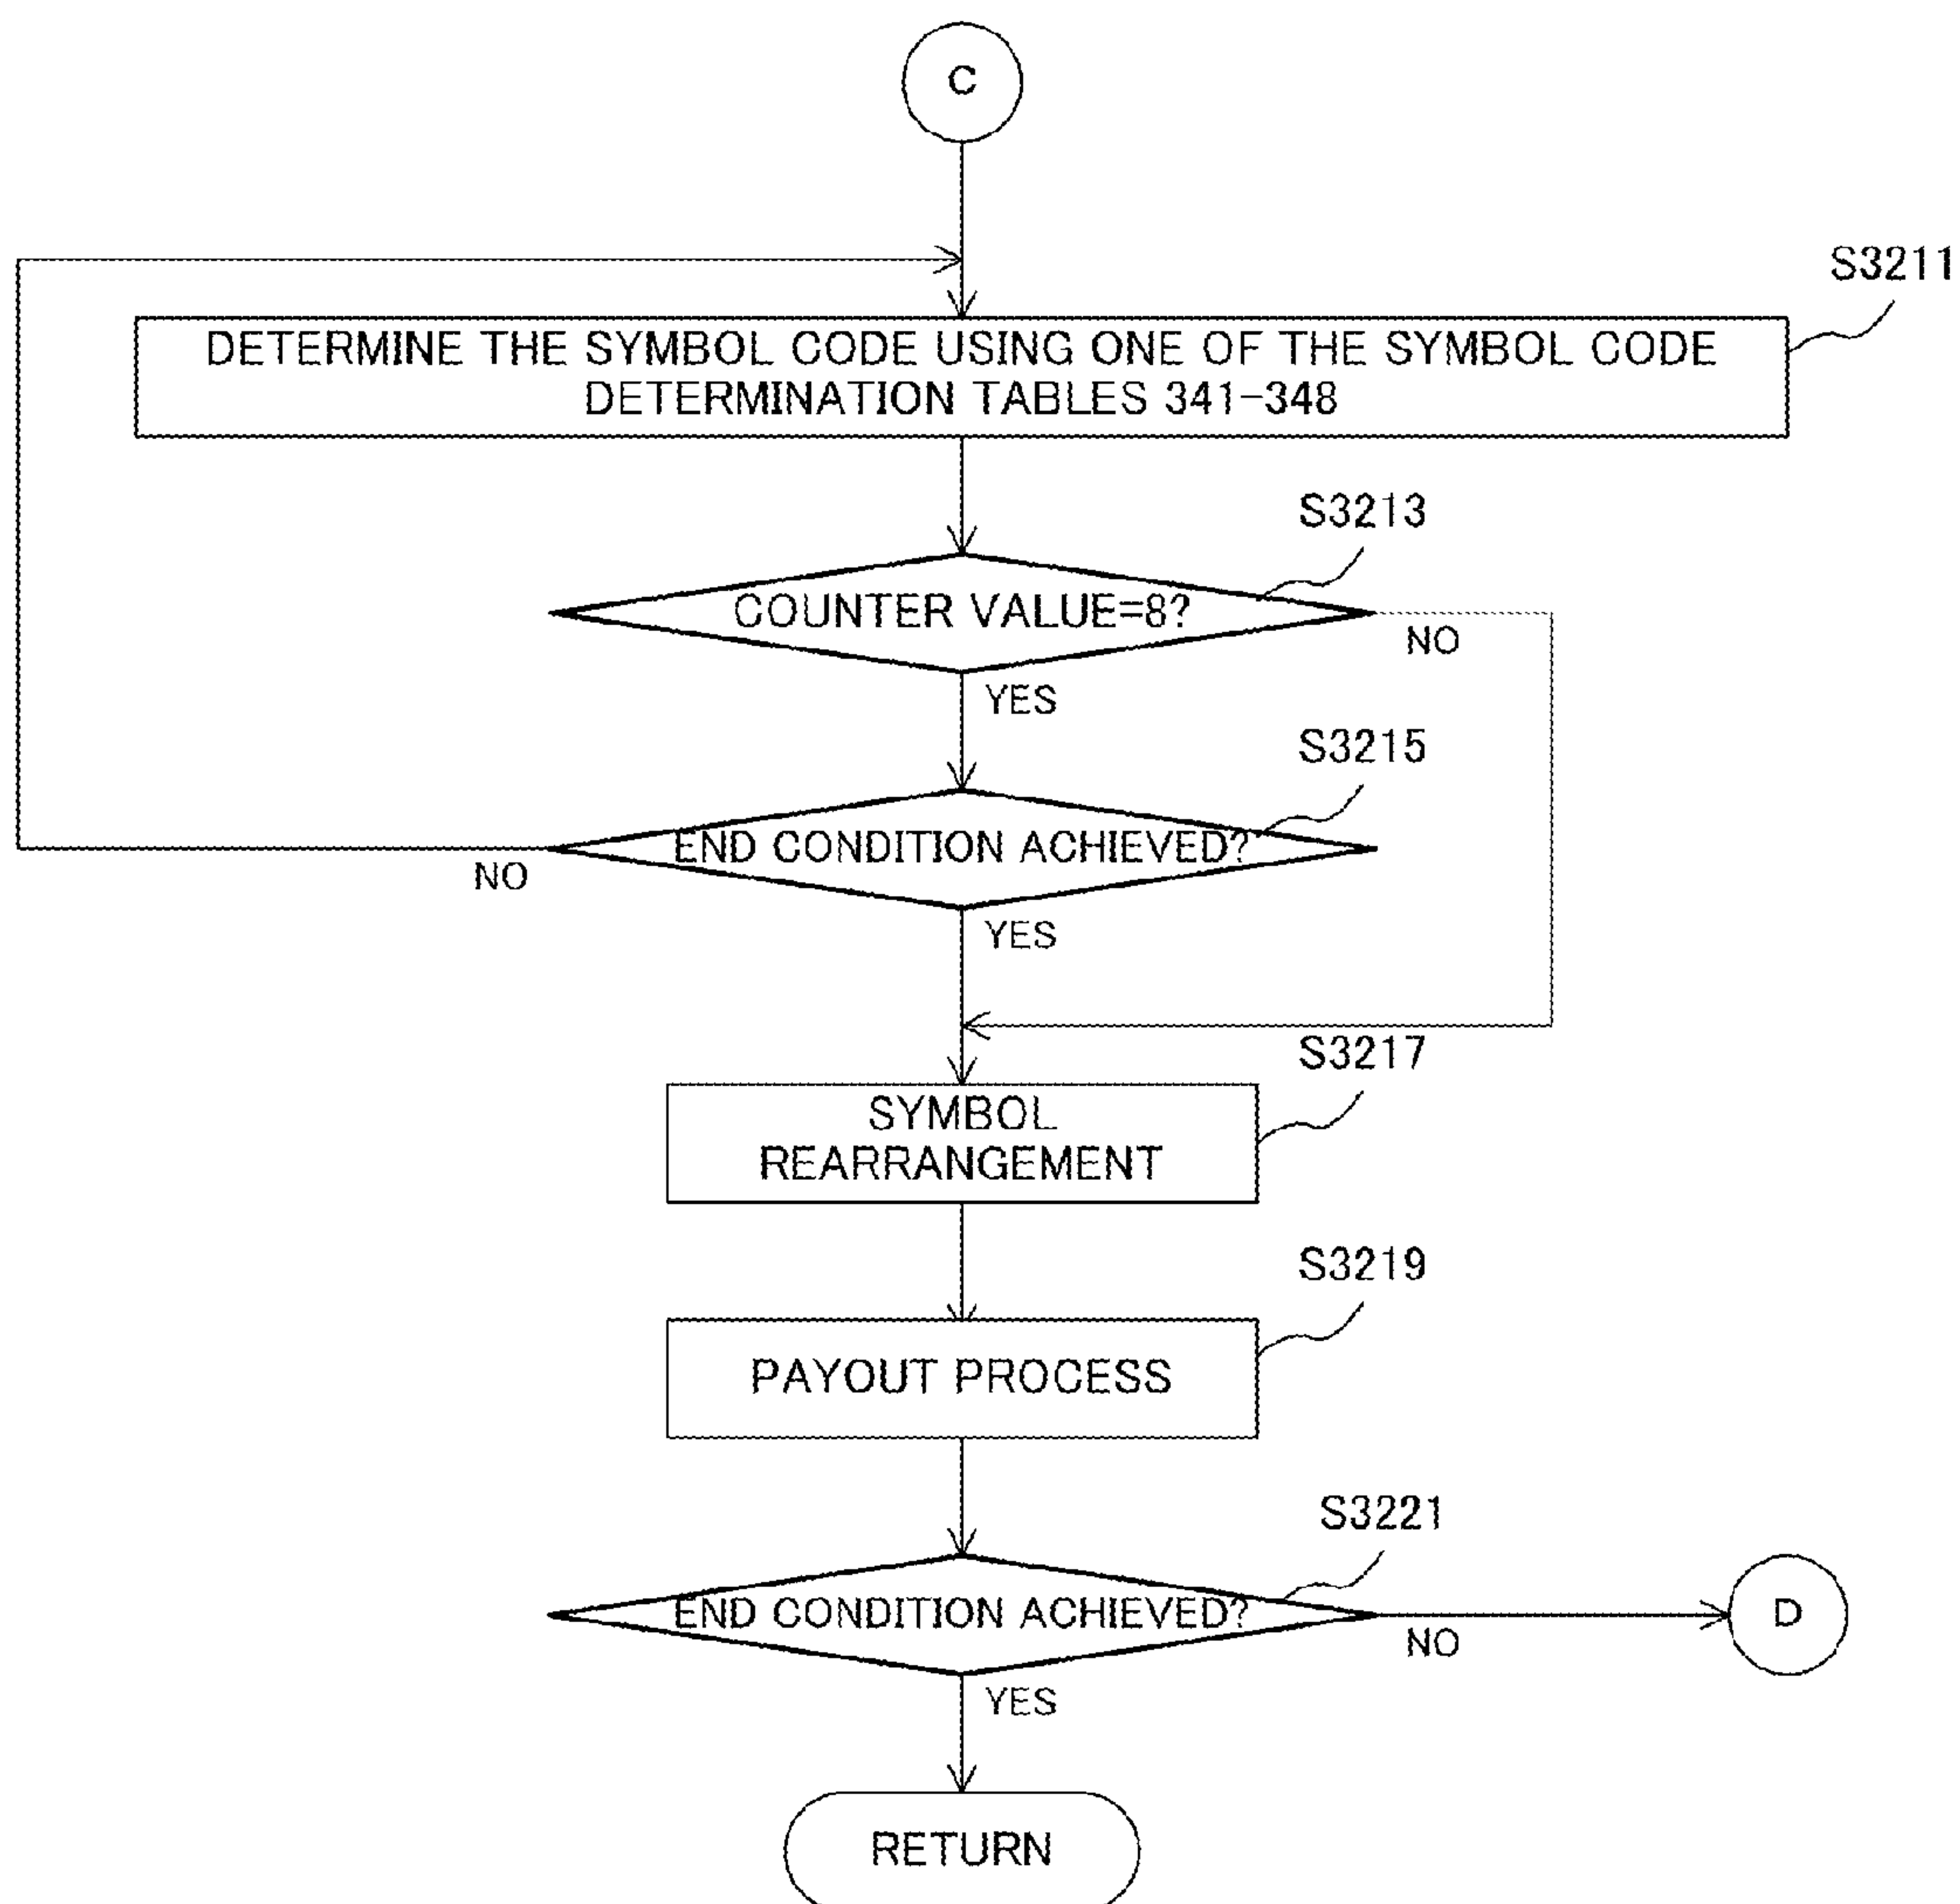 C
S3211
DETERMINE THE SYMBOL CODE USING ONE OF THE SYMBOL CODE
DETERMINATION TABLES 341-348
S3213
COUNTER VALUE=8?
NO
YES
S3215
END CONDITION ACHIEVED?
NO
YES
S3217
SYMBOL
REARRANGEMENT
S3219
PAYOUT PROCESS
S3221
END CONDITION ACHIEVED?
D
NO
YES
RETURN